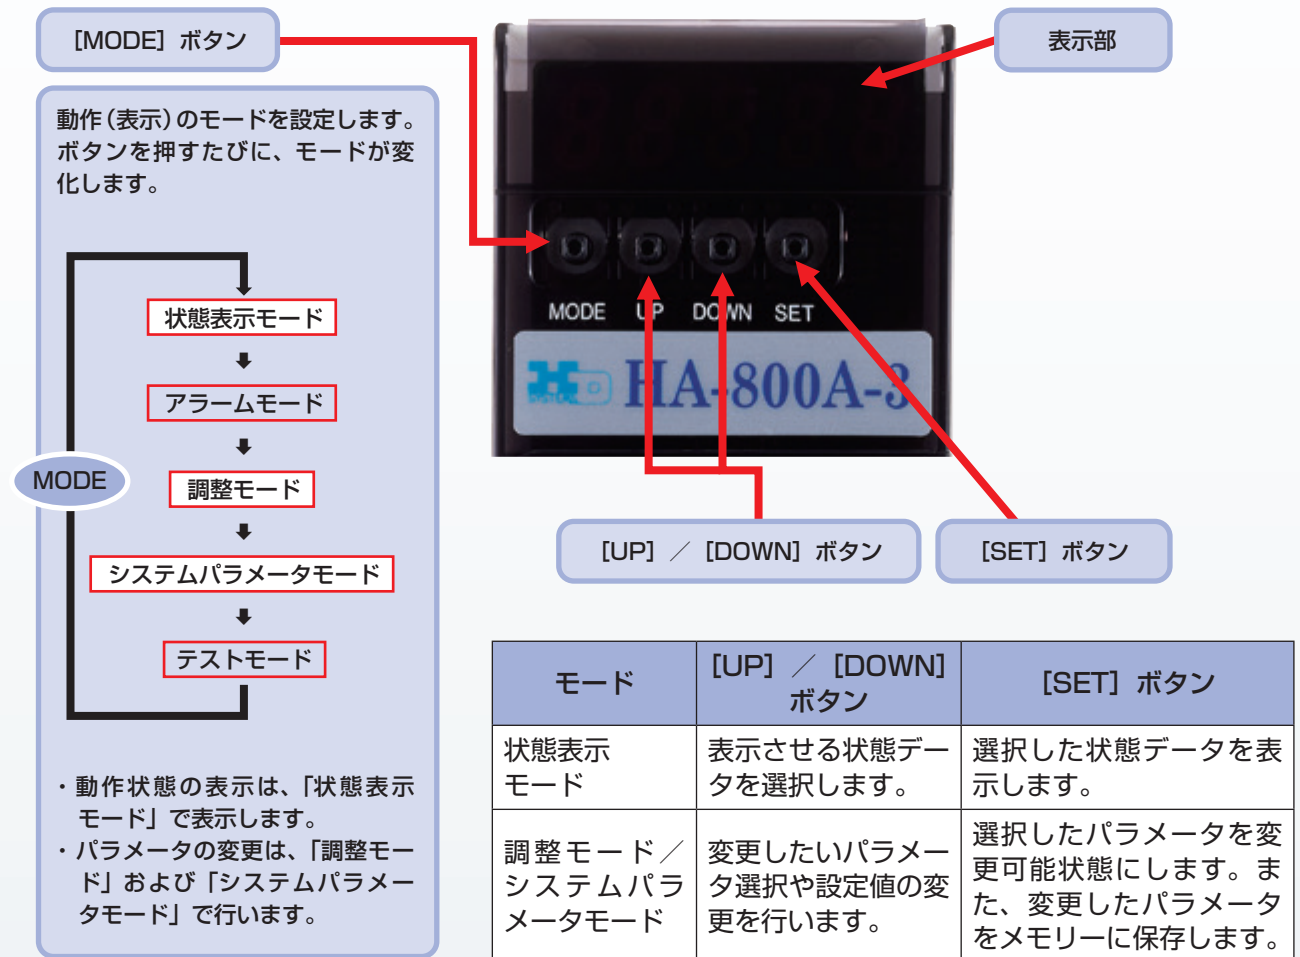 ［MODE］ボタン
表示部
動作（表示）のモードを設定します。
ボタンを押すたびに、モードが変
化します。
状態表示モード
アラームモード
MODE
調整モード
システムパラメータモード
テストモード
・動作状態の表示は、「状態表示
モード」で表示します。
・パラメータの変更は、「調整モー
ド」および「システムパラメー
タモード」で行います。
MODE UP DOWN SET
HA-800A-3
［UP］／［DOWN］ボタン
［SET］ボタン
モード
［UP］／［DOWN］
ボタン
［SET］ボタン
状態表示
モード
表示させる状態デー
タを選択します。
選択した状態データを表
示します。
調整モード／
システムパラ
メータモード
変更したいパラメー
タ選択や設定値の変
更を行います。
選択したパラメータを変
更可能状態にします。ま
た、変更したパラメータ
をメモリーに保存します。